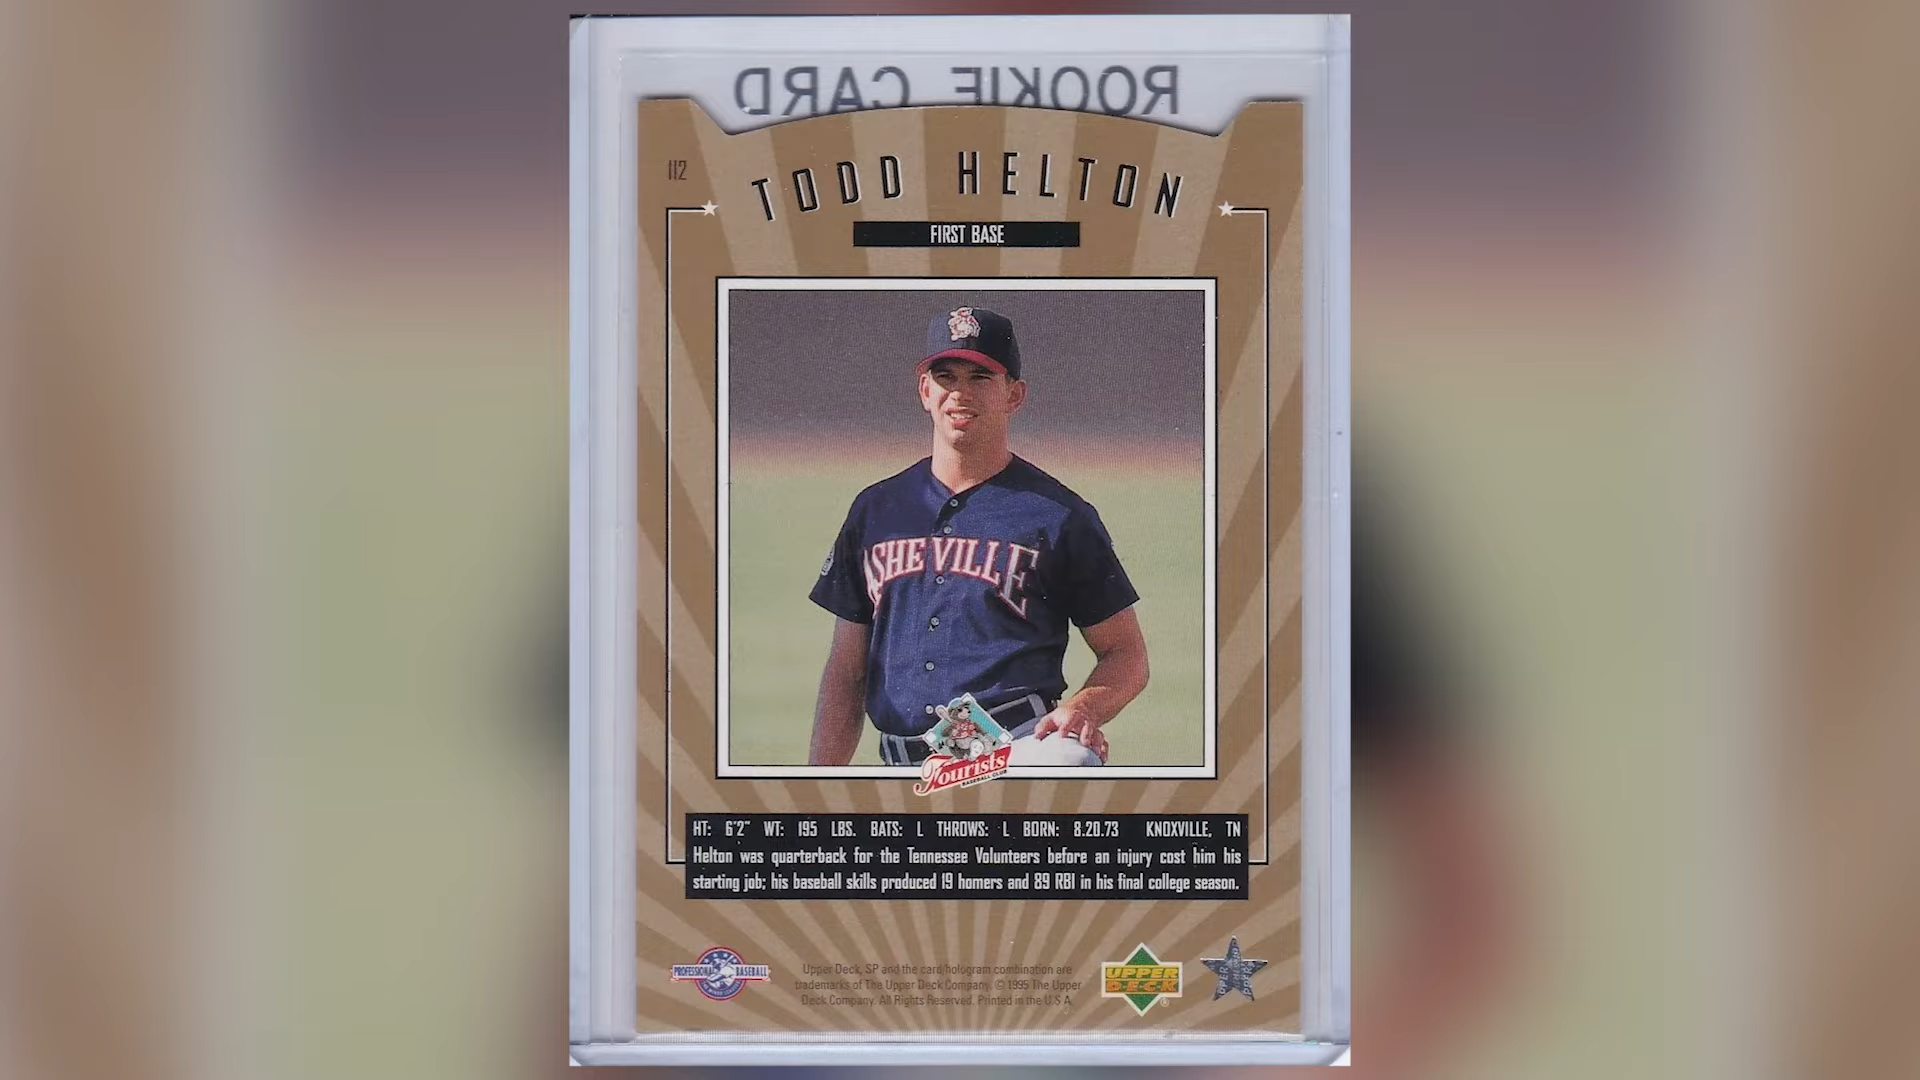 ROOKIE CARD
112
TODD HELTON
FIRST BASE
ASHEVILLE
Tourists
BASEBALL CLUB
HT: 6'2" WT: 195 LBS. BATS: L THROWS: L BORN: 8.20.73 KNOXVILLE, TN
Helton was quarterback for the Tennessee Volunteers before an injury cost him his
starting job; his baseball skills produced 19 homers and 89 RBI in his final college season.
PROFESSIONAL BASEBALL
Upper Deck, SP and the card/hologram combination are
trademarks of The Upper Deck Company. © 1995 The Upper
Deck Company. All Rights Reserved. Printed in the U.S.A.
UPPER
DECK